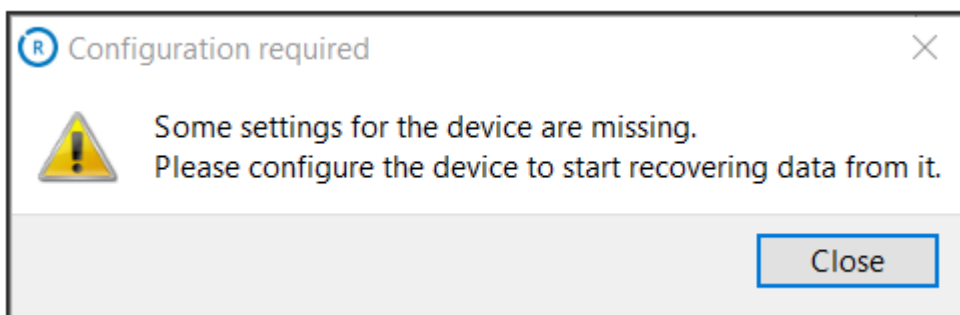 R Configuration required
Some settings for the device are missing.
Please configure the device to start recovering data from it.
Close